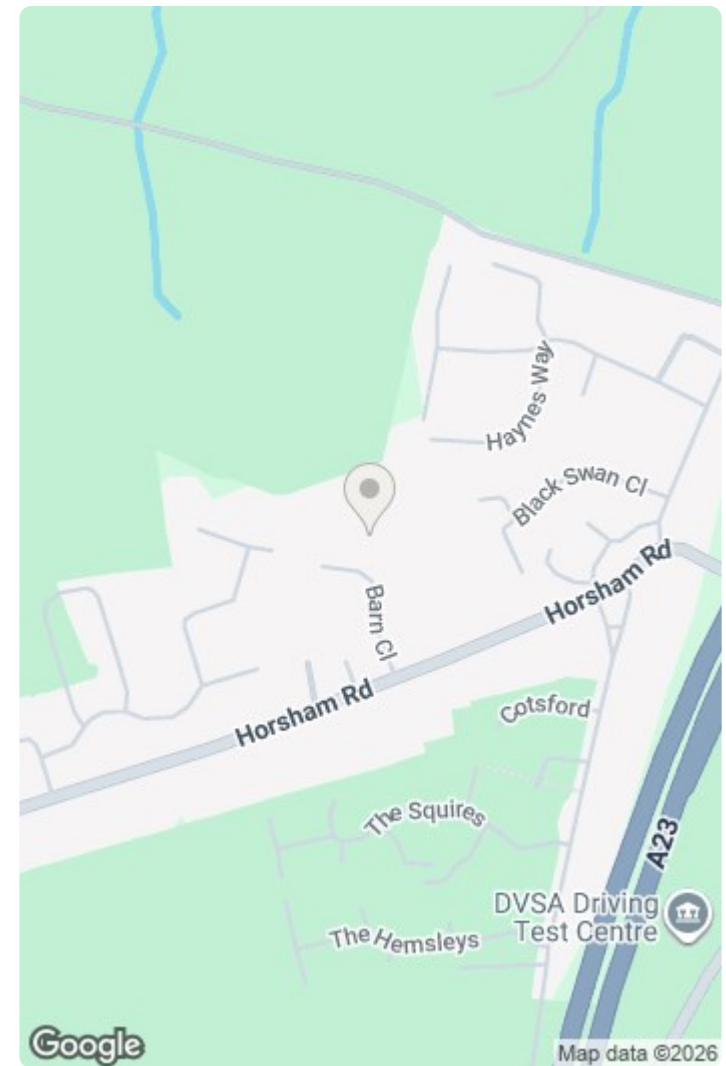 Haynes Way
Black Swan Cl
Horsham Rd
Barn Cl
Horsham Rd
Cotsford
The Squires
A23
DVSA Driving
Test Centre
The Hemsleys
Google
Map data ©2026